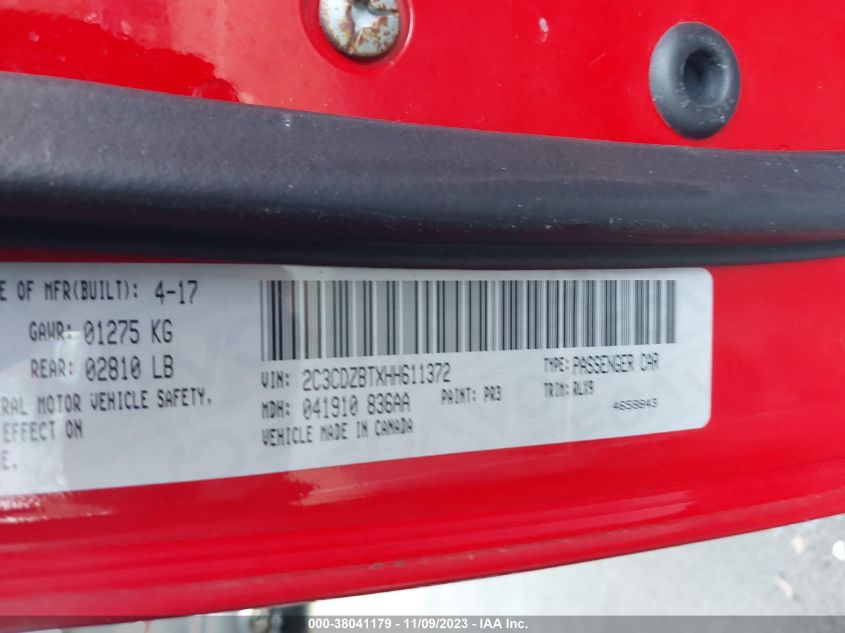 E OF MFR(BUILT): 4-17
GAWR: 01275 KG
REAR: 02810 LB
ERAL MOTOR VEHICLE SAFETY,
EFFECT ON
E.
VIN: 2C3CDZBTXHH611372
TYPE: PASSENGER CAR
MDH: 041910 836AA
PAINT: PR3
TRIM:
VEHICLE MADE IN CANADA
4658843
000-38041179 - 11/09/2023 - IAA Inc.